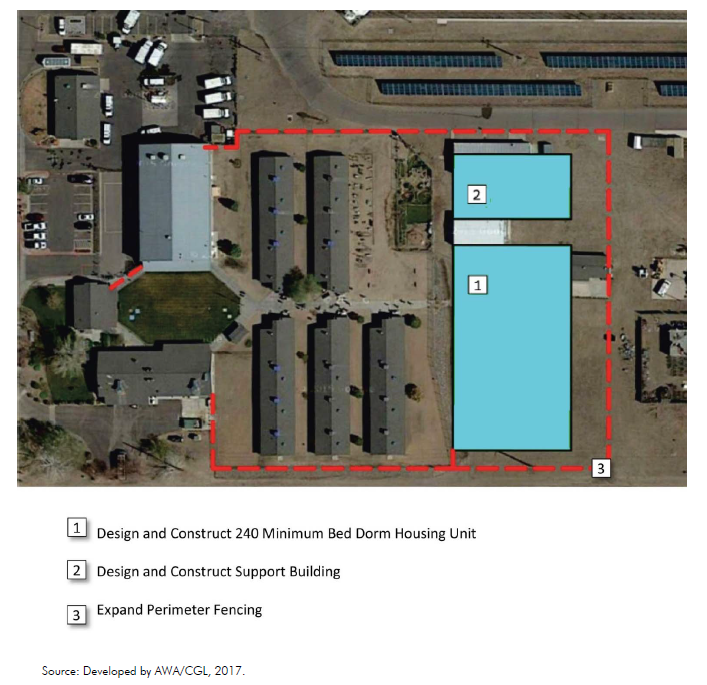 2
1
3
1 Design and Construct 240 Minimum Bed Dorm Housing Unit
2 Design and Construct Support Building
3 Expand Perimeter Fencing
Source: Developed by AWA/CGL, 2017.